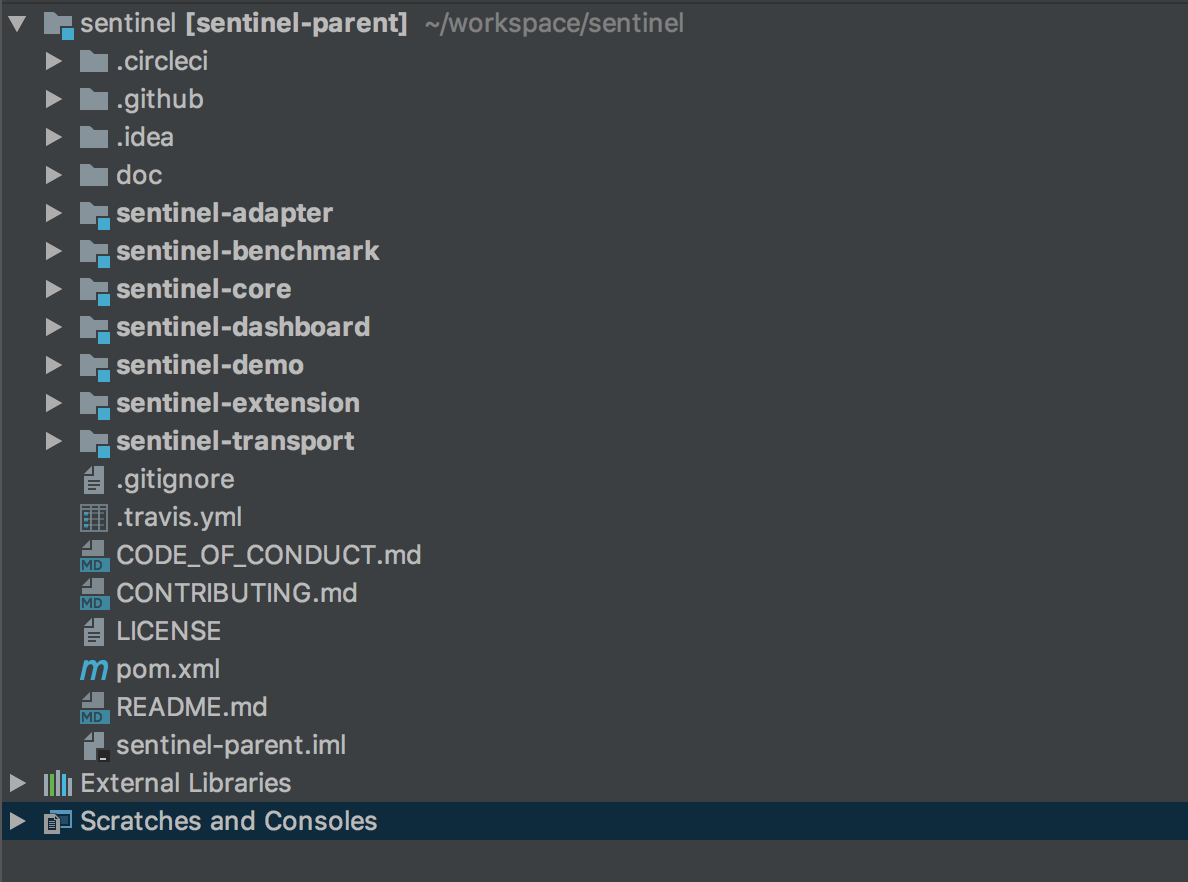 sentinel [sentinel-parent] ~/workspace/sentinel
.circleci
.github
.idea
doc
sentinel-adapter
sentinel-benchmark
sentinel-core
sentinel-dashboard
sentinel-demo
sentinel-extension
sentinel-transport
.gitignore
.travis.yml
MD CODE_OF_CONDUCT.md
MD CONTRIBUTING.md
LICENSE
m pom.xml
MD README.md
sentinel-parent.iml
External Libraries
Scratches and Consoles